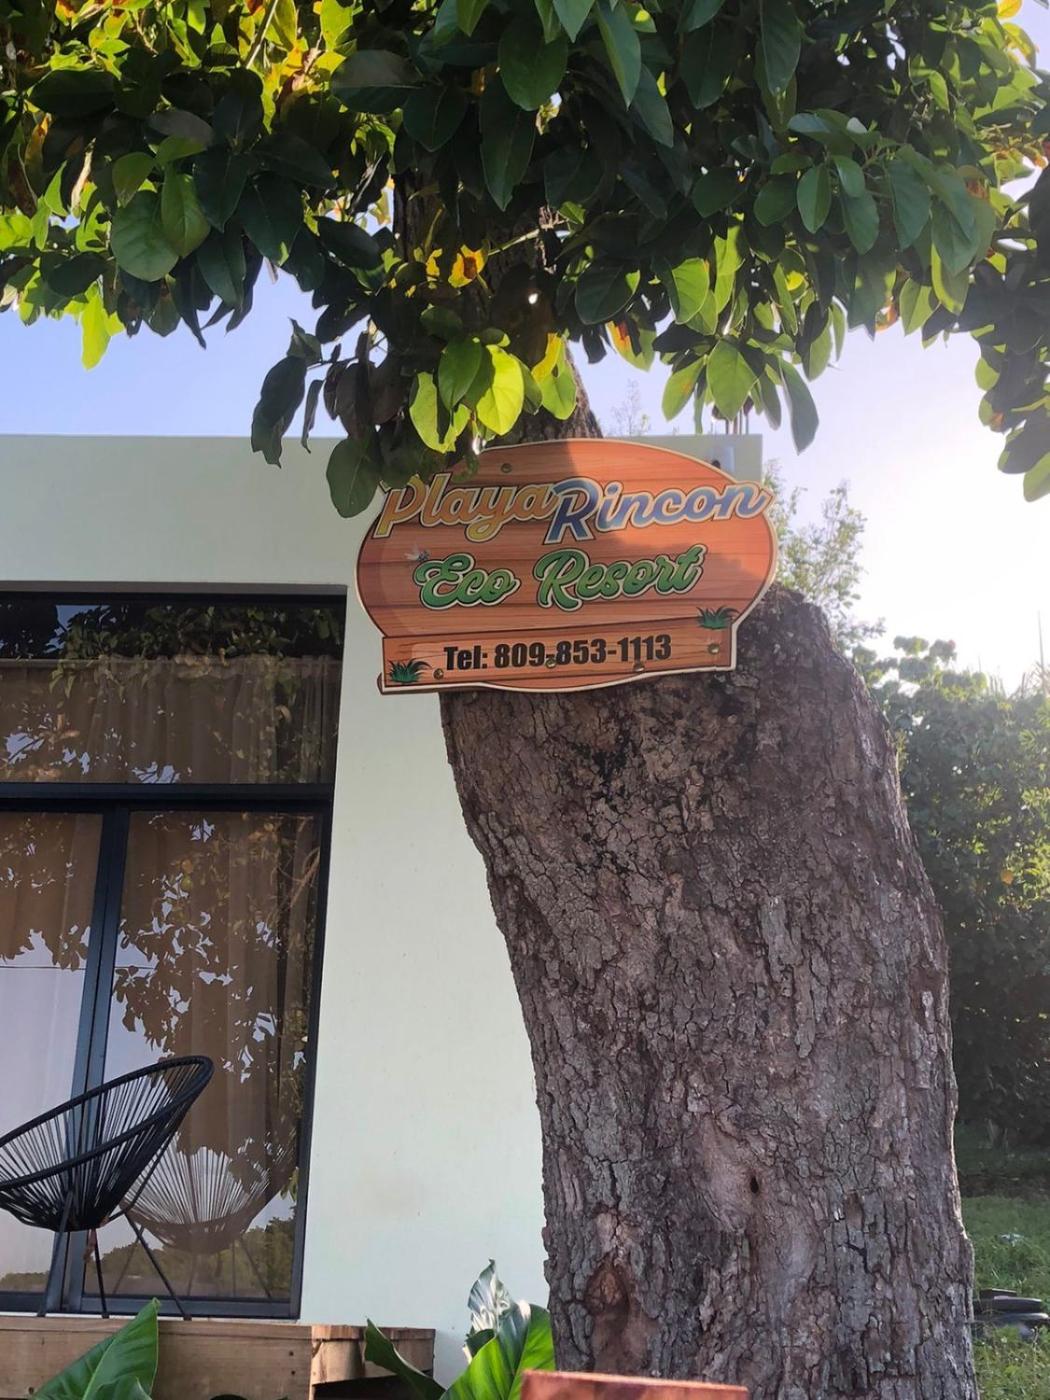 Playa Rincon
Eco Resort
Tel: 809-853-1113